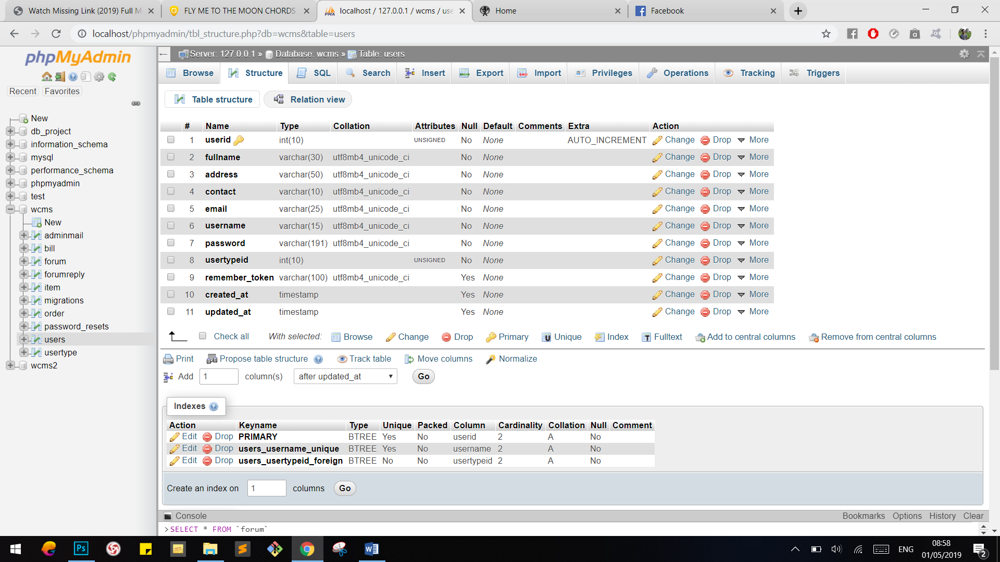 Watch Missing Link (2019) Full M
FLY ME TO THE MOON CHORDS
localhost / 127.0.0.1 / wcms / use
Home
Facebook
localhost/phpmyadmin/tbl_structure.php?db=wcms&table=users
phpMyAdmin
Recent Favorites
New
db_project
information_schema
mysql
performance_schema
phpmyadmin
test
wcms
New
adminmail
bill
forum
forumreply
item
migrations
order
password_resets
users
usertype
wcms2
Server: 127.0.0.1 » Database: wcms » Table: users
Browse Structure SQL Search Insert Export Import Privileges Operations Tracking Triggers
Table structure Relation view
# Name Type Collation Attributes Null Default Comments Extra Action
1 userid int(10) UNSIGNED No None AUTO_INCREMENT Change Drop More
2 fullname varchar(30) utf8mb4_unicode_ci No None Change Drop More
3 address varchar(50) utf8mb4_unicode_ci No None Change Drop More
4 contact varchar(10) utf8mb4_unicode_ci No None Change Drop More
5 email varchar(25) utf8mb4_unicode_ci No None Change Drop More
6 username varchar(15) utf8mb4_unicode_ci No None Change Drop More
7 password varchar(191) utf8mb4_unicode_ci No None Change Drop More
8 usertypeid int(10) UNSIGNED No None Change Drop More
9 remember_token varchar(100) utf8mb4_unicode_ci Yes None Change Drop More
10 created_at timestamp Yes None Change Drop More
11 updated_at timestamp Yes None Change Drop More
Check all With selected: Browse Change Drop Primary Unique Index Fulltext Add to central columns Remove from central columns
Print Propose table structure Track table Move columns Normalize
Add 1 column(s) after updated_at Go
Indexes
Action Keyname Type Unique Packed Column Cardinality Collation Null Comment
Edit Drop PRIMARY BTREE Yes No userid 2 A No
Edit Drop users_username_unique BTREE Yes No username 2 A No
Edit Drop users_usertypeid_foreign BTREE No No usertypeid 2 A No
Create an index on 1 columns Go
Console Bookmarks Options History Clear
>SELECT * FROM `forum`
Ps
ENG
08:58
01/05/2019
2